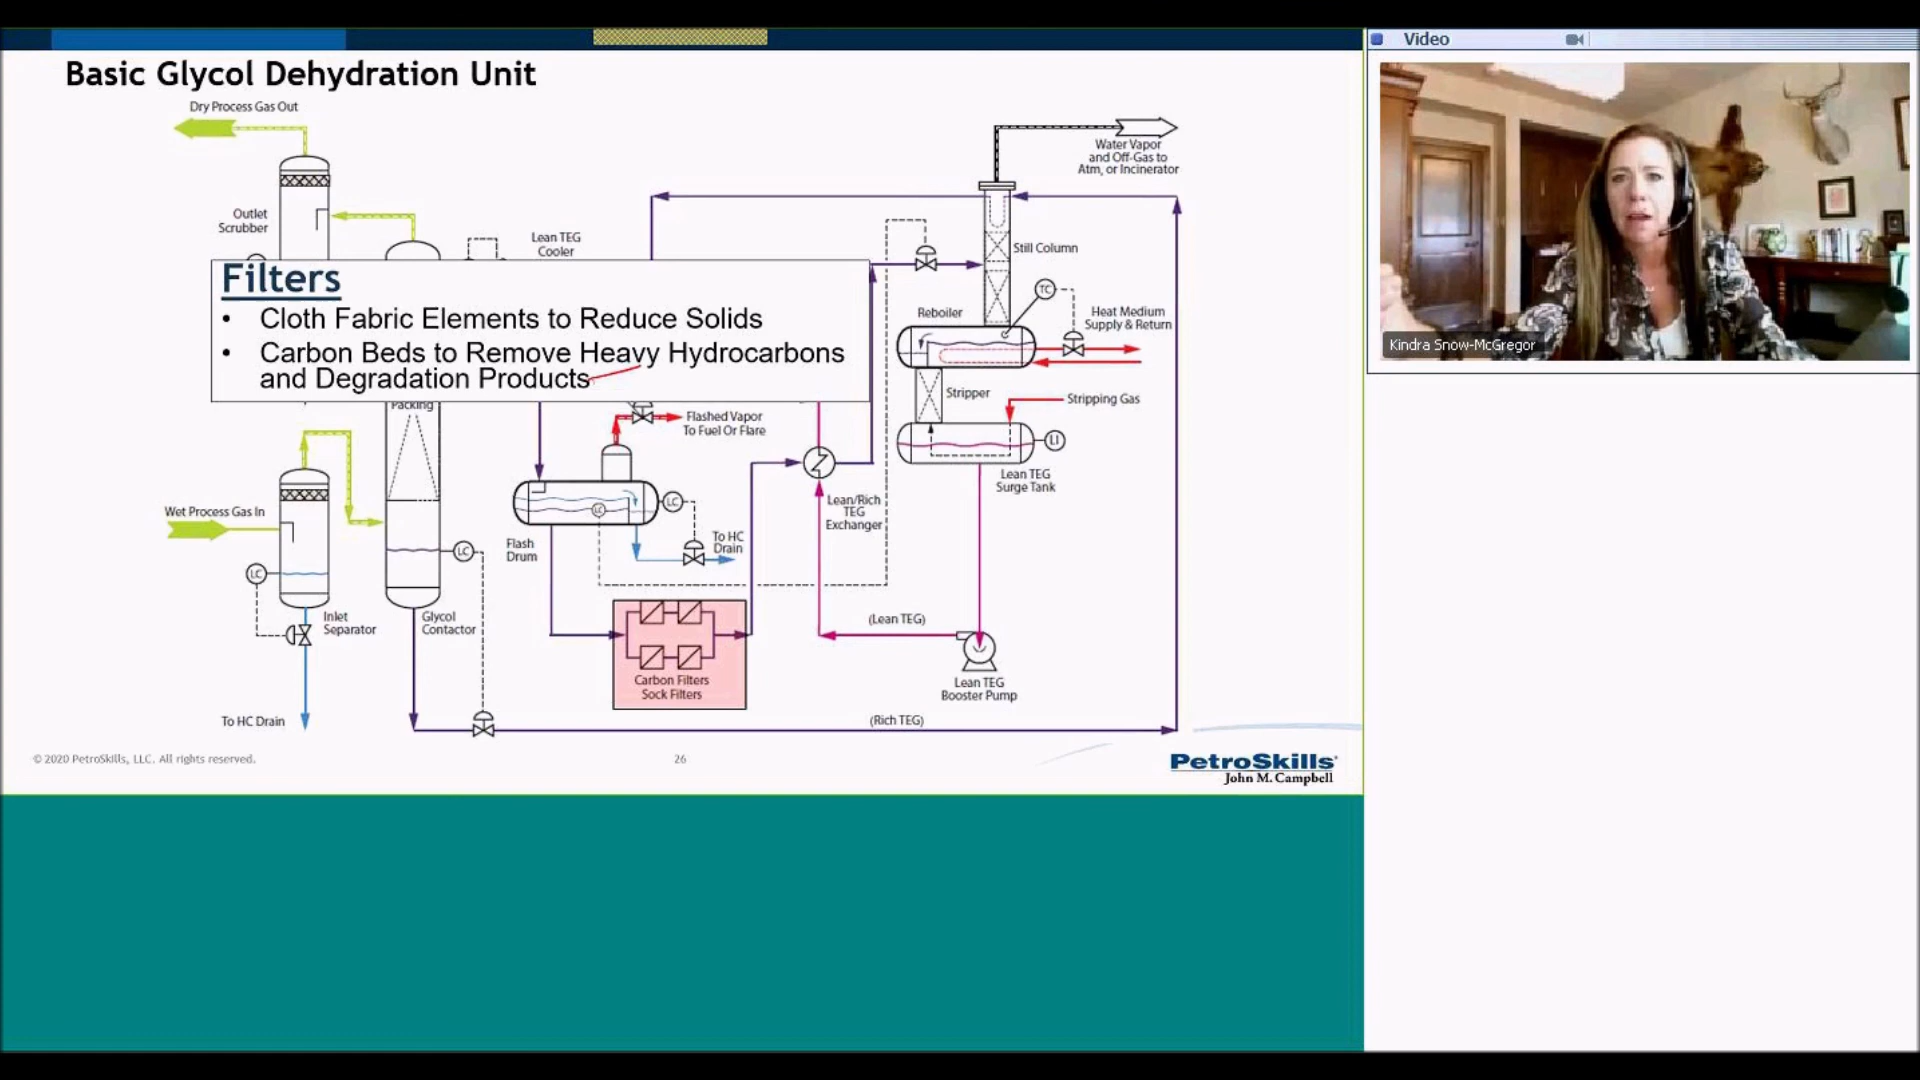 Video
Basic Glycol Dehydration Unit
Dry Process Gas Out
Water Vapor
and Off-Gas to
Atm, or Incinerator
Outlet
Scrubber
Lean TEG
Cooler
Still Column
TC
Reboiler
Heat Medium
Supply & Return
Filters
• Cloth Fabric Elements to Reduce Solids
• Carbon Beds to Remove Heavy Hydrocarbons
and Degradation Products
Kindra Snow-McGregor
Packing
Stripper
Stripping Gas
Flashed Vapor
To Fuel Or Flare
LI
Lean TEG
Surge Tank
Wet Process Gas In
LC
LC
Lean/Rich
TEG
Exchanger
Flash
Drum
To HC
Drain
LC
LC
Inlet
Separator
Glycol
Contactor
(Lean TEG)
Carbon Filters
Sock Filters
Lean TEG
Booster Pump
To HC Drain
(Rich TEG)
© 2020 PetroSkills, LLC. All rights reserved.
26
PetroSkills
John M. Campbell